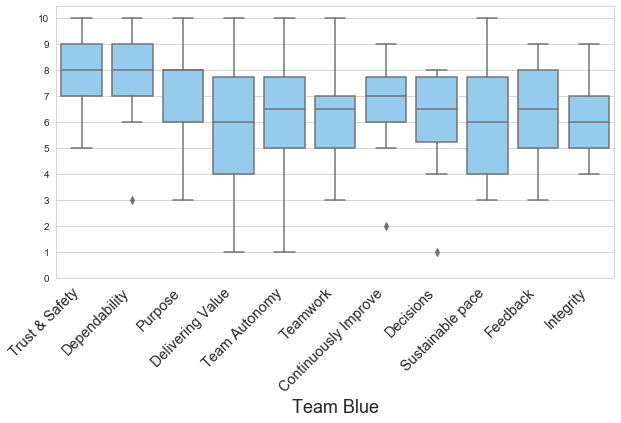 10
9
8
7
6
5
4
3
2
1
0
Trust & Safety
Dependability
Purpose
Delivering Value
Team Autonomy
Teamwork
Continuously Improve
Decisions
Sustainable pace
Feedback
Integrity
Team Blue